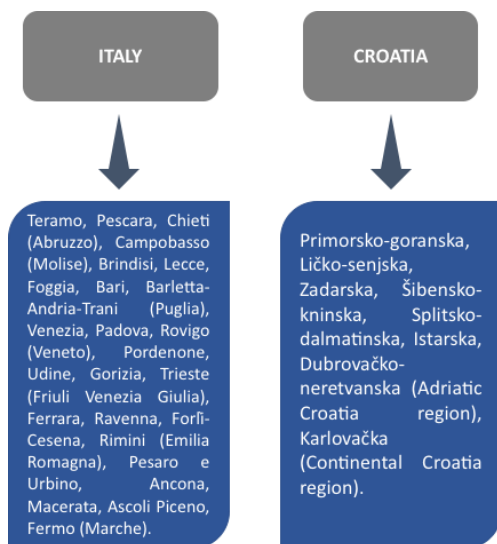 ITALY
Teramo, Pescara, Chieti
(Abruzzo), Campobasso
(Molise), Brindisi, Lecce,
Foggia, Bari, Barletta-
Andria-Trani (Puglia),
Venezia, Padova, Rovigo
(Veneto), Pordenone,
Udine, Gorizia, Trieste
(Friuli Venezia Giulia),
Ferrara, Ravenna, Forlì-
Cesena, Rimini (Emilia
Romagna), Pesaro e
Urbino, Ancona,
Macerata, Ascoli Piceno,
Fermo (Marche).
CROATIA
Primorsko-goranska,
Ličko-senjska,
Zadarska, Šibensko-
kninska, Splitsko-
dalmatinska, Istarska,
Dubrovačko-
neretvanska (Adriatic
Croatia region),
Karlovačka
(Continental Croatia
region).